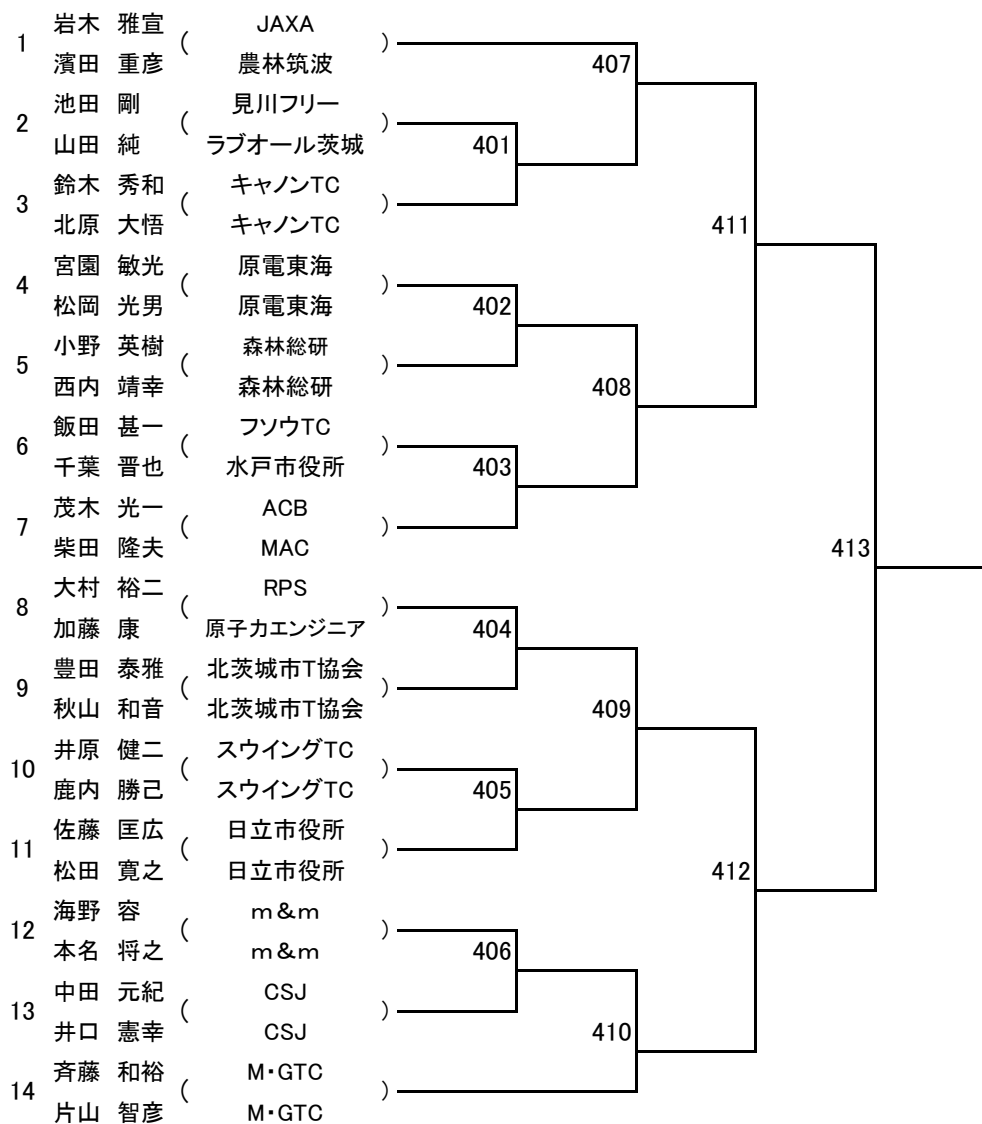 岩木 雅宣 JAXA
1 ( )
濱田 重彦 農林筑波 407
池田 剛 見川フリー
2 ( )
山田 純 ラブオール茨城 401
鈴木 秀和 キャノンTC
3 ( )
北原 大悟 キャノンTC 411
宮園 敏光 原電東海
4 ( )
松岡 光男 原電東海 402
小野 英樹 森林総研
5 ( )
西内 靖幸 森林総研 408
飯田 甚一 フソウTC
6 ( )
千葉 晋也 水戸市役所 403
茂木 光一 ACB
7 ( )
柴田 隆夫 MAC 413
大村 裕二 RPS
8 ( )
加藤 康 原子力エンジニア 404
豊田 泰雅 北茨城市T協会
9 ( )
秋山 和音 北茨城市T協会 409
井原 健二 スウイングTC
10 ( )
鹿内 勝己 スウイングTC 405
佐藤 匡広 日立市役所
11 ( )
松田 寛之 日立市役所 412
海野 容 m&m
12 ( )
本名 将之 m&m 406
中田 元紀 CSJ
13 ( )
井口 憲幸 CSJ 410
斉藤 和裕 M・GTC
14 ( )
片山 智彦 M・GTC